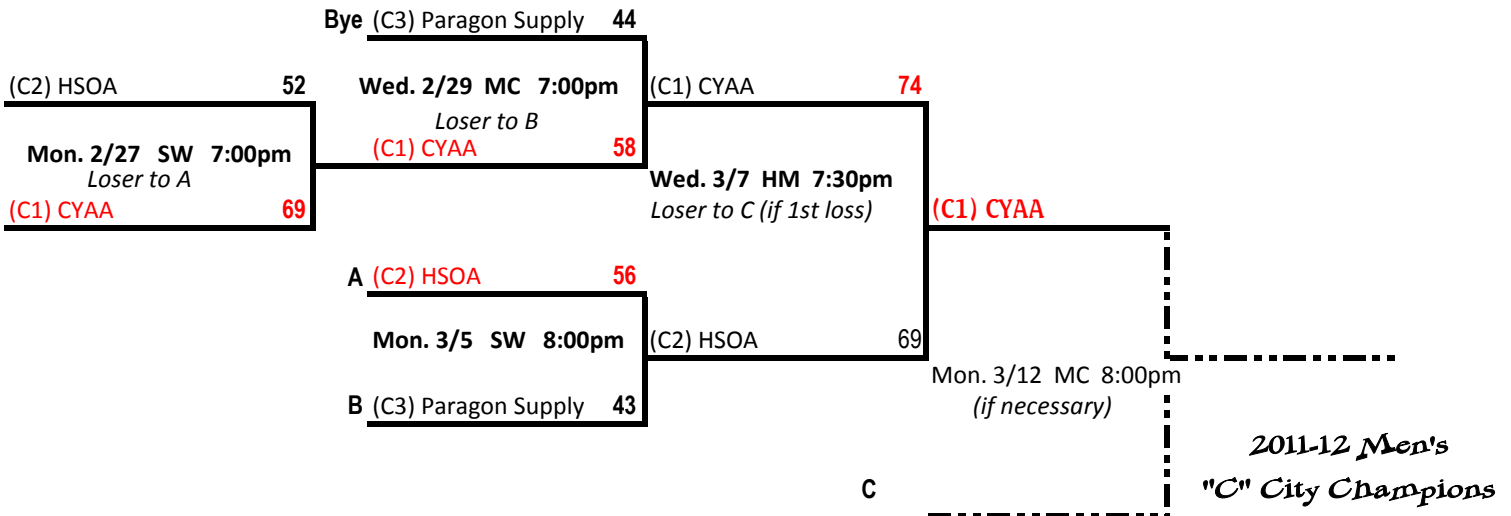 Bye (C3) Paragon Supply 44
(C2) HSOA 52
Wed. 2/29 MC 7:00pm
(C1) CYAA 74
Loser to B
Mon. 2/27 SW 7:00pm
(C1) CYAA 58
Loser to A
Wed. 3/7 HM 7:30pm
(C1) CYAA 69
Loser to C (if 1st loss)
(C1) CYAA
A (C2) HSOA 56
Mon. 3/5 SW 8:00pm
(C2) HSOA 69
Mon. 3/12 MC 8:00pm
B (C3) Paragon Supply 43
(if necessary)
2011-12 Men's
"C" City Champions
C